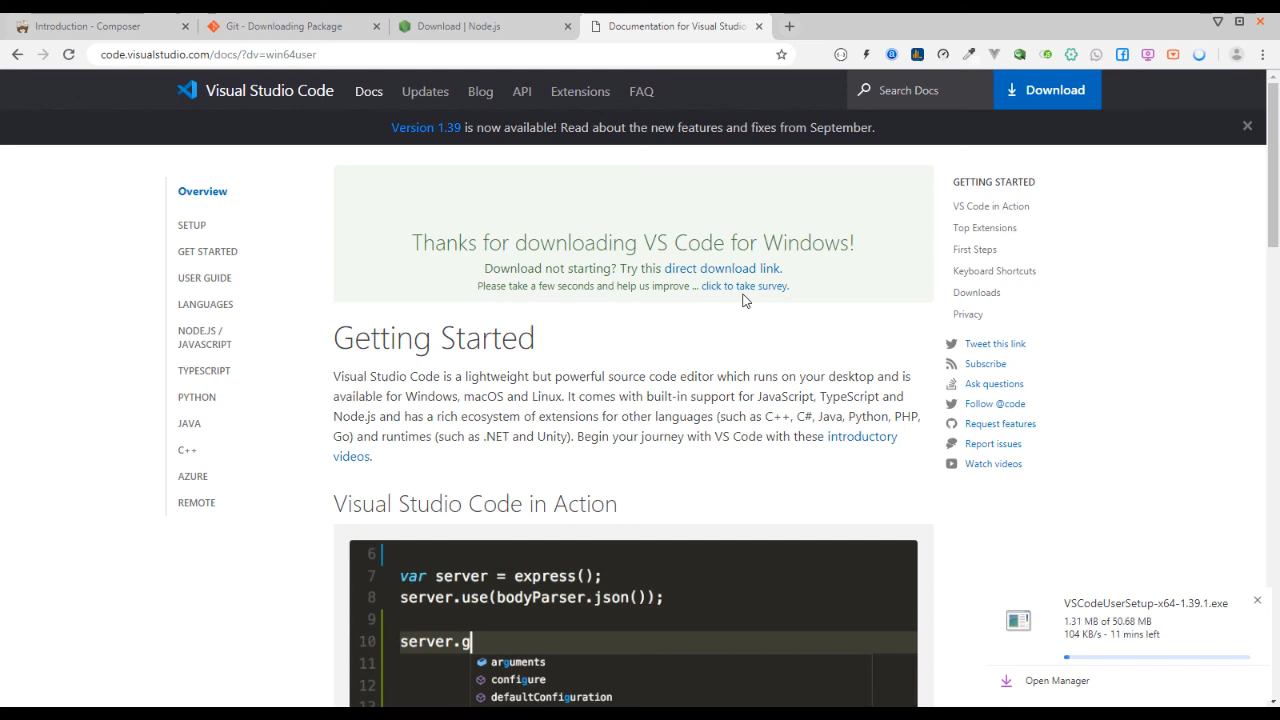 Introduction - Composer
Git - Downloading Package
Download | Node.js
Documentation for Visual Studio
code.visualstudio.com/docs/?dv=win64user
Visual Studio Code
Docs
Updates
Blog
API
Extensions
FAQ
Search Docs
Download
Version 1.39 is now available! Read about the new features and fixes from September.
Overview
SETUP
GET STARTED
USER GUIDE
LANGUAGES
NODE.JS /
JAVASCRIPT
TYPESCRIPT
PYTHON
JAVA
C++
AZURE
REMOTE
Thanks for downloading VS Code for Windows!
Download not starting? Try this direct download link.
Please take a few seconds and help us improve ... click to take survey.
Getting Started
Visual Studio Code is a lightweight but powerful source code editor which runs on your desktop and is
available for Windows, macOS and Linux. It comes with built-in support for JavaScript, TypeScript and
Node.js and has a rich ecosystem of extensions for other languages (such as C++, C#, Java, Python, PHP,
Go) and runtimes (such as .NET and Unity). Begin your journey with VS Code with these introductory
videos.
Visual Studio Code in Action
6
7 var server = express();
8 server.use(bodyParser.json());
9
10 server.g
11 arguments
configure
12 defaultConfiguration
GETTING STARTED
VS Code in Action
Top Extensions
First Steps
Keyboard Shortcuts
Downloads
Privacy
Tweet this link
Subscribe
Ask questions
Follow @code
Request features
Report issues
Watch videos
VSCodeUserSetup-x64-1.39.1.exe
1.31 MB of 50.68 MB
104 KB/s - 11 mins left
Open Manager